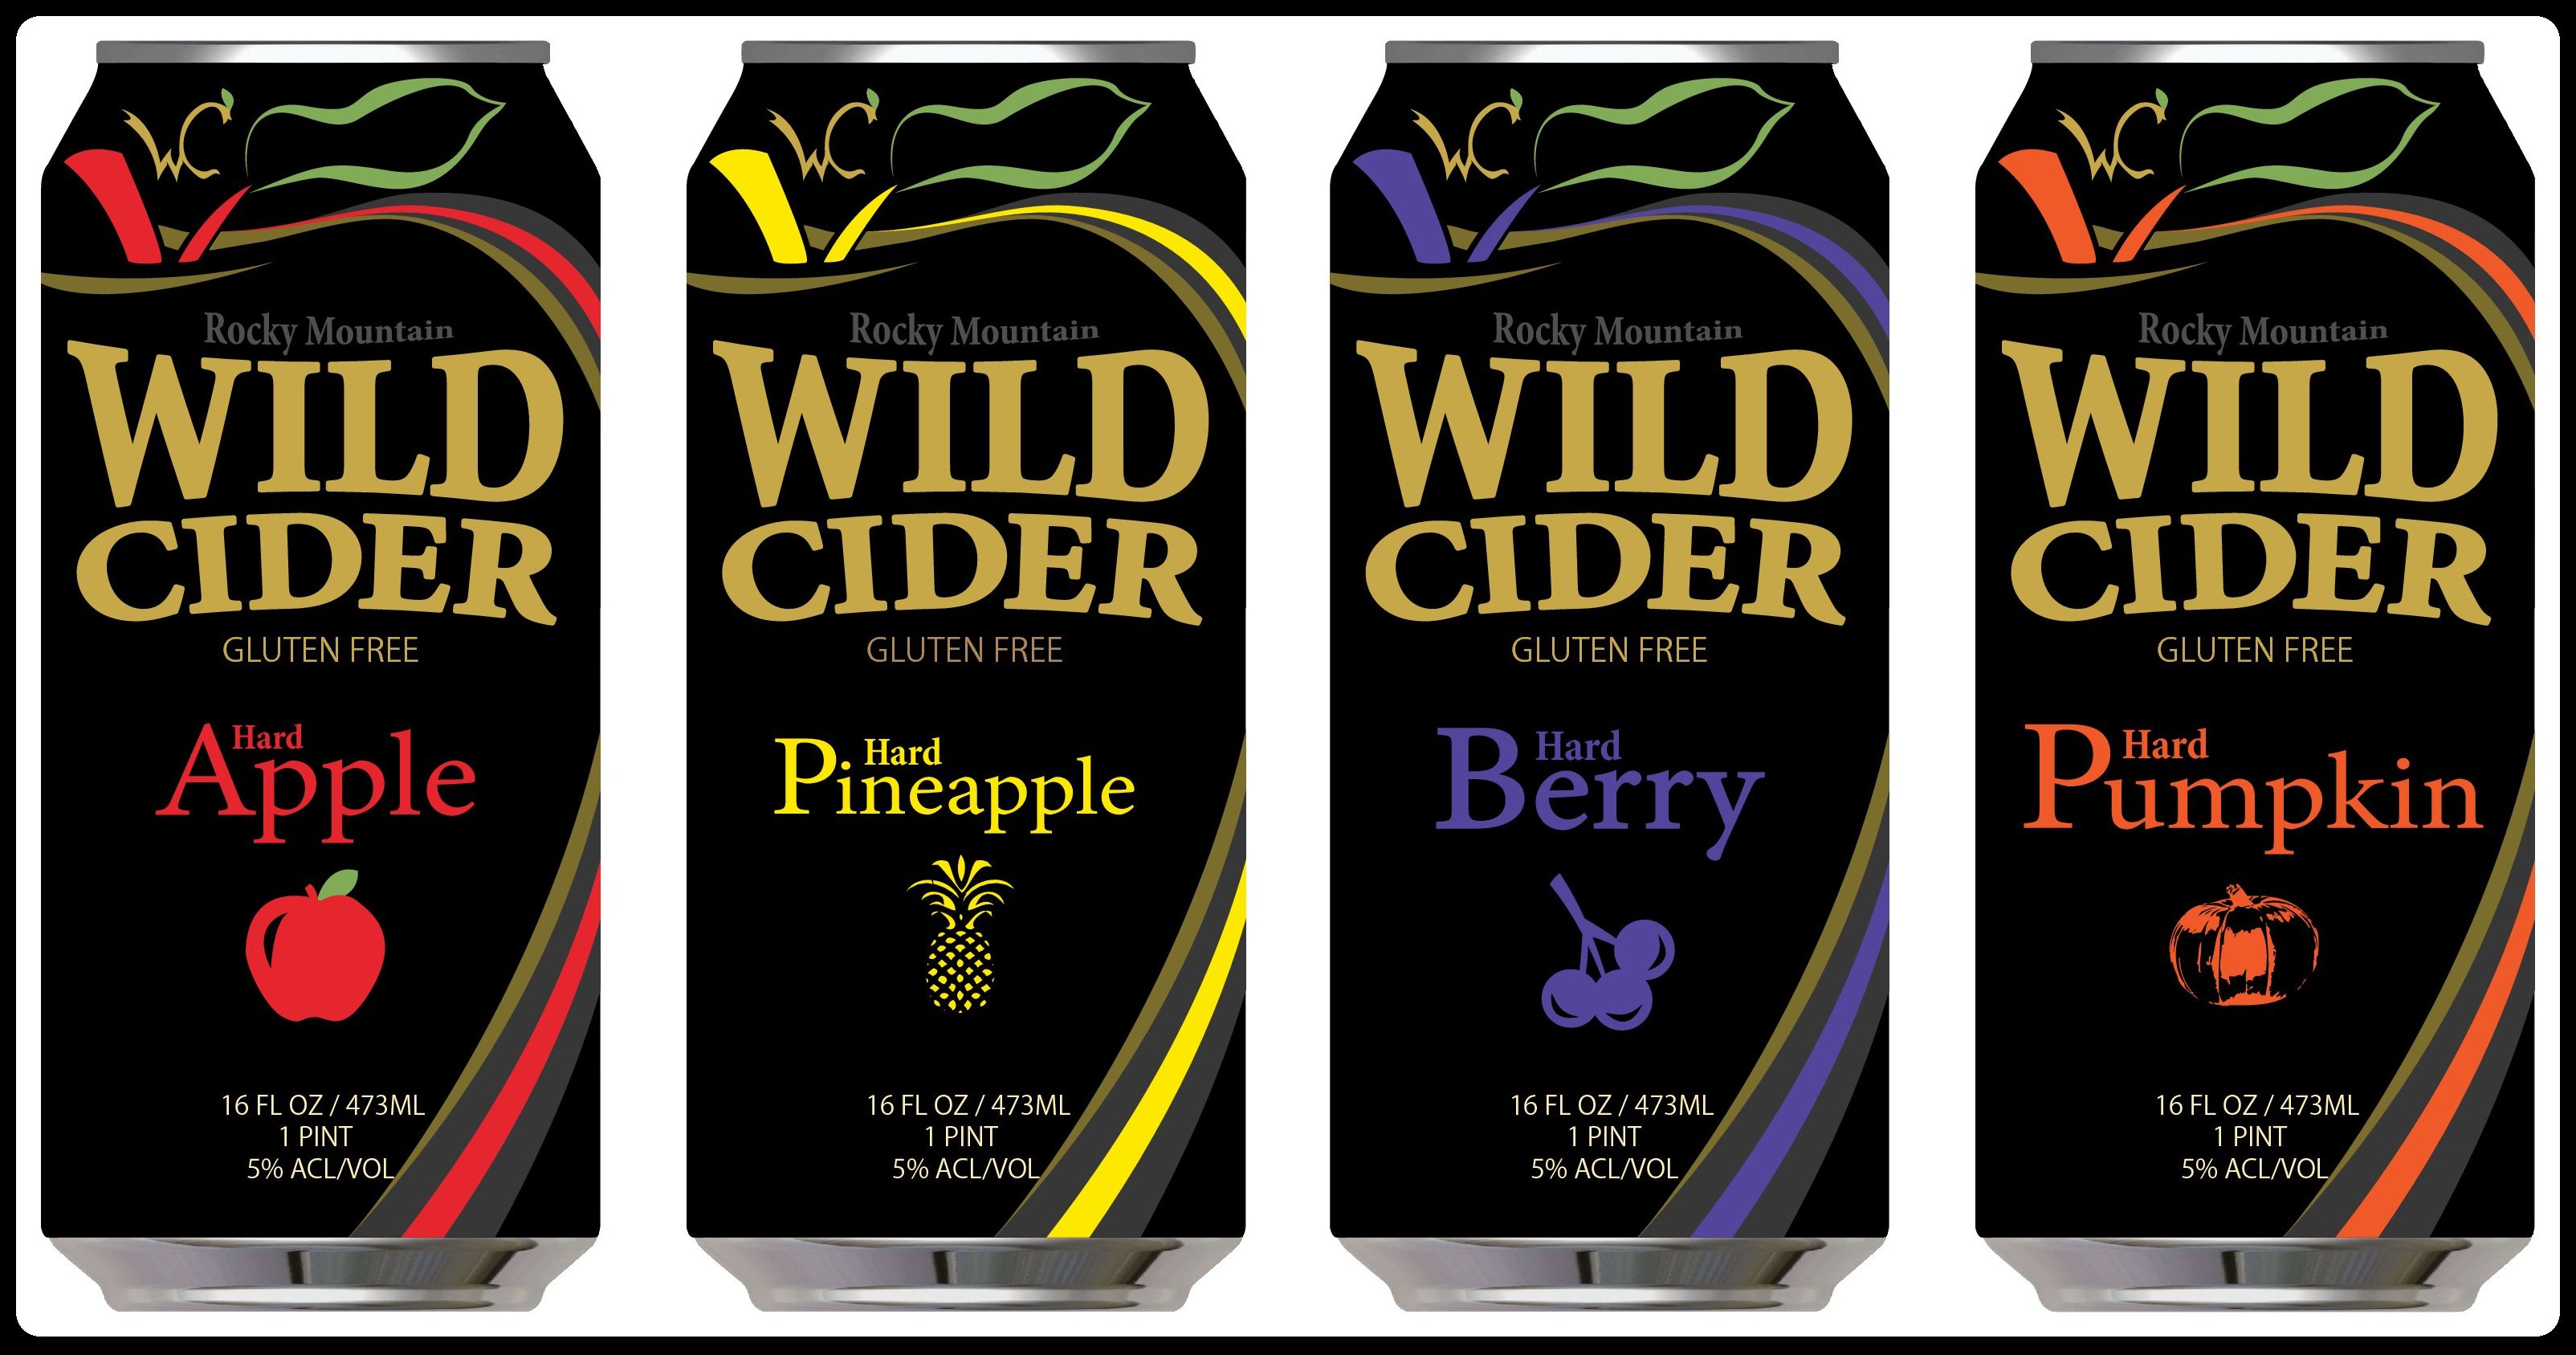 WC
Rocky Mountain
WILD
CIDER
GLUTEN FREE
Hard
Apple
16 FL OZ / 473ML
1 PINT
5% ACL/VOL
WC
Rocky Mountain
WILD
CIDER
GLUTEN FREE
Hard
Pineapple
16 FL OZ / 473ML
1 PINT
5% ACL/VOL
WC
Rocky Mountain
WILD
CIDER
GLUTEN FREE
Hard
Berry
16 FL OZ / 473ML
1 PINT
5% ACL/VOL
WC
Rocky Mountain
WILD
CIDER
GLUTEN FREE
Hard
Pumpkin
16 FL OZ / 473ML
1 PINT
5% ACL/VOL